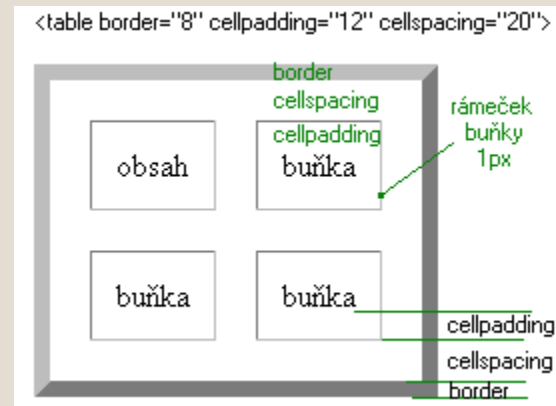 <table border="8" cellpadding="12" cellspacing="20">
border
cellspacing
cellpadding
rámeček
buňky
1px
obsah
buňka
buňka
buňka
cellpadding
cellspacing
border